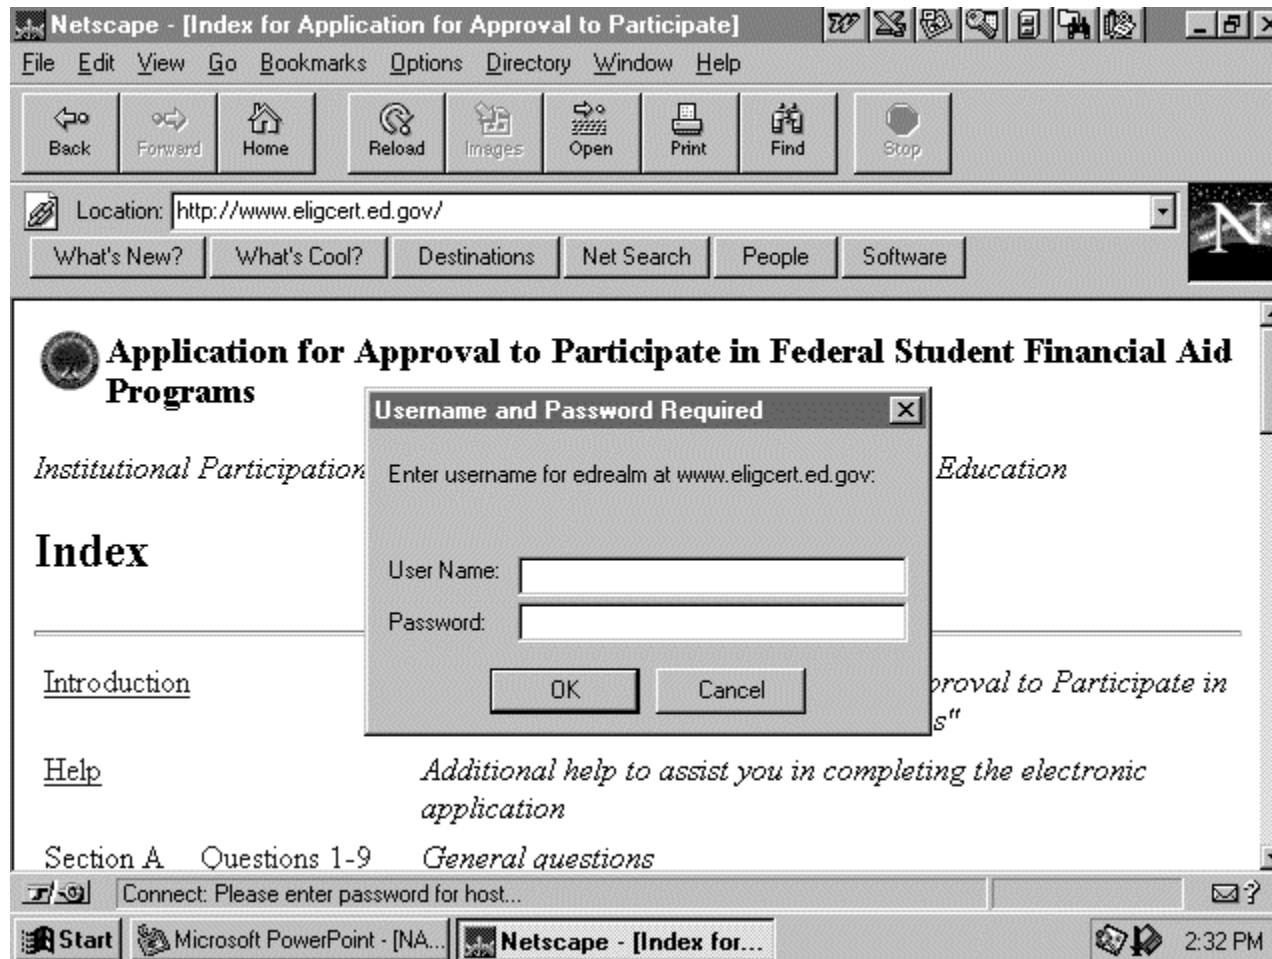 Netscape - [Index for Application for Approval to Participate]
File Edit View Go Bookmarks Options Directory Window Help
Back Forward Home Reload Images Open Print Find Stop
Location: http://www.eligcert.ed.gov/
N
What's New? What's Cool? Destinations Net Search People Software
Application for Approval to Participate in Federal Student Financial Aid
Programs
Username and Password Required
Institutional Participation Education
Enter username for edrealm at www.eligcert.ed.gov:
Index
User Name:
Password:
OK Cancel
Introduction proval to Participate in
s"
Help Additional help to assist you in completing the electronic
application
Section A Questions 1-9 General questions
Connect: Please enter password for host...
Start Microsoft PowerPoint - [NA... Netscape - [Index for... 2:32 PM